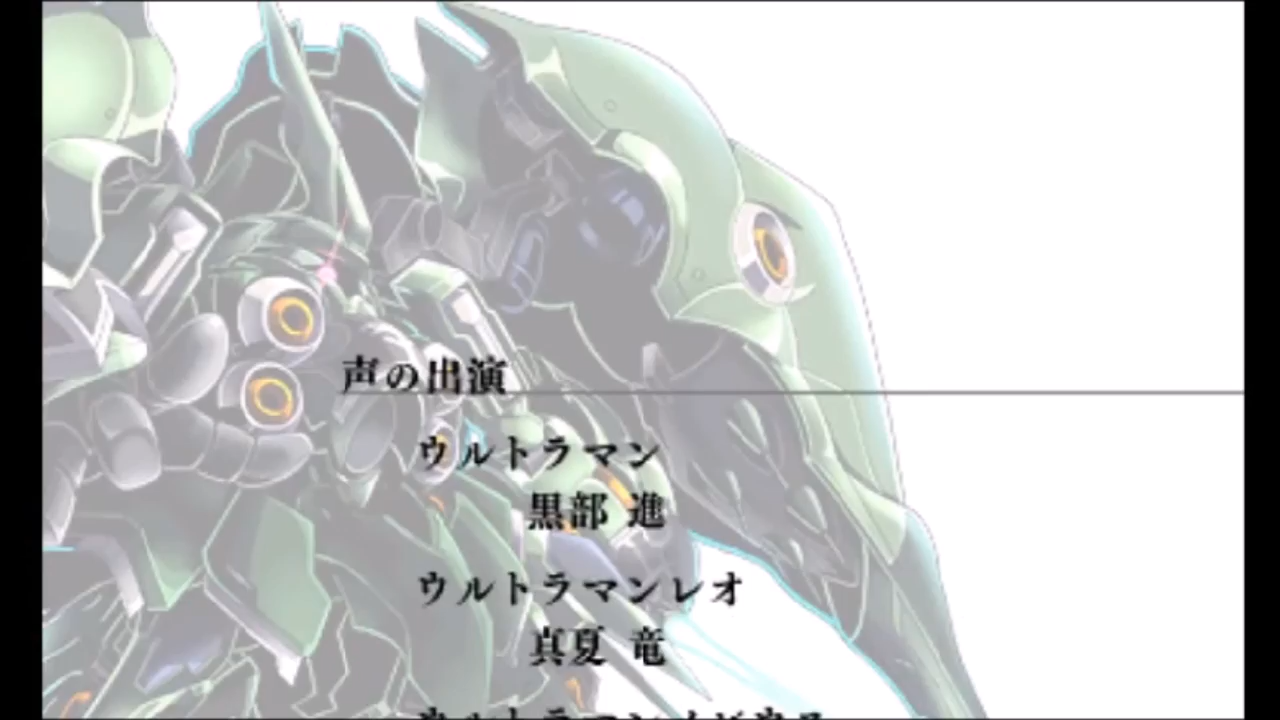 声の出演
ウルトラマン
黒部 進
ウルトラマンレオ
真夏 竜